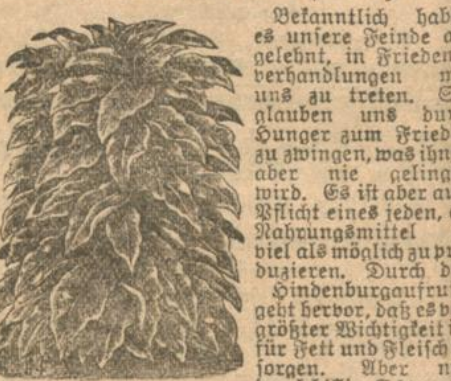 Bekanntlich hab
es unsere Feinde a
gelehnt, in Frieden
verhandlungen m
uns zu treten. S
glauben uns dur
Hunger zum Fried
zu zwingen, was ihn
aber nie geling
wird. Es ist aber au
Pflicht eines jeden,
Nahrungsmittel
viel als möglich zu pr
duzieren. Durch d
Hindenburgaufru
geht hervor, daß es v
größter Wichtigkeit i
für Fett und Fleisch
sorgen. Aber n